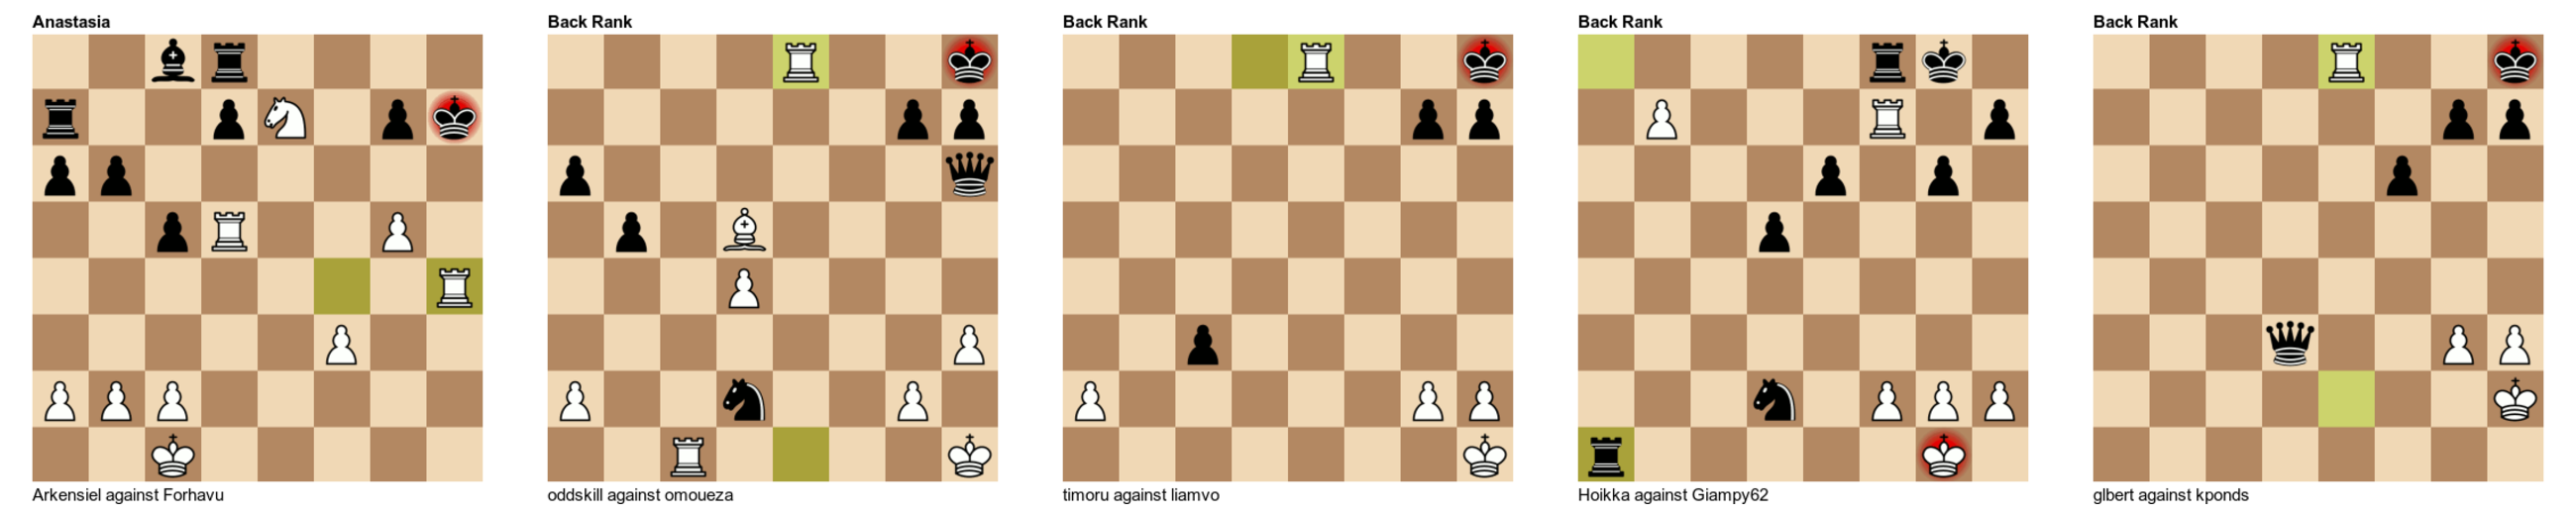 Anastasia
Back Rank
Back Rank
Back Rank
Back Rank
Arkensiel against Forhavu
oddskill against omoueza
timoru against liamvo
Hoikka against Giampy62
glbert against kponds